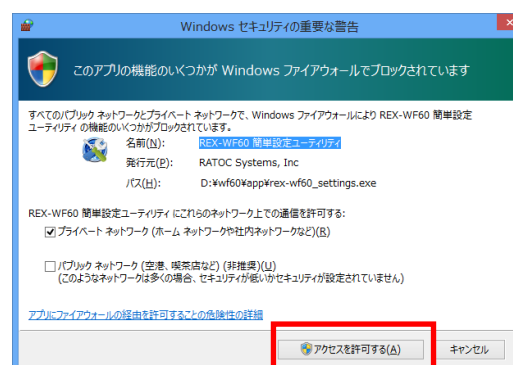 Windows セキュリティの重要な警告
このアプリの機能のいくつかが Windows ファイアウォールでブロックされています
すべてのパブリック ネットワークとプライベート ネットワークで、Windows ファイアウォールにより REX-WF60 簡単設定
ユーティリティ の機能のいくつかがブロックされています。
名前(N): REX-WF60 簡単設定ユーティリティ
発行元(P): RATOC Systems, Inc
パス(H): D:¥wf60¥app¥rex-wf60_settings.exe
REX-WF60 簡単設定ユーティリティ にこれらのネットワーク上での通信を許可する:
プライベート ネットワーク (ホーム ネットワークや社内ネットワークなど)(R)
パブリック ネットワーク (空港、喫茶店など) (非推奨)(U)
(このようなネットワークは多くの場合、セキュリティが低いかセキュリティが設定されていません)
アプリにファイアウォールの経由を許可することの危険性の詳細
アクセスを許可する(A) キャンセル